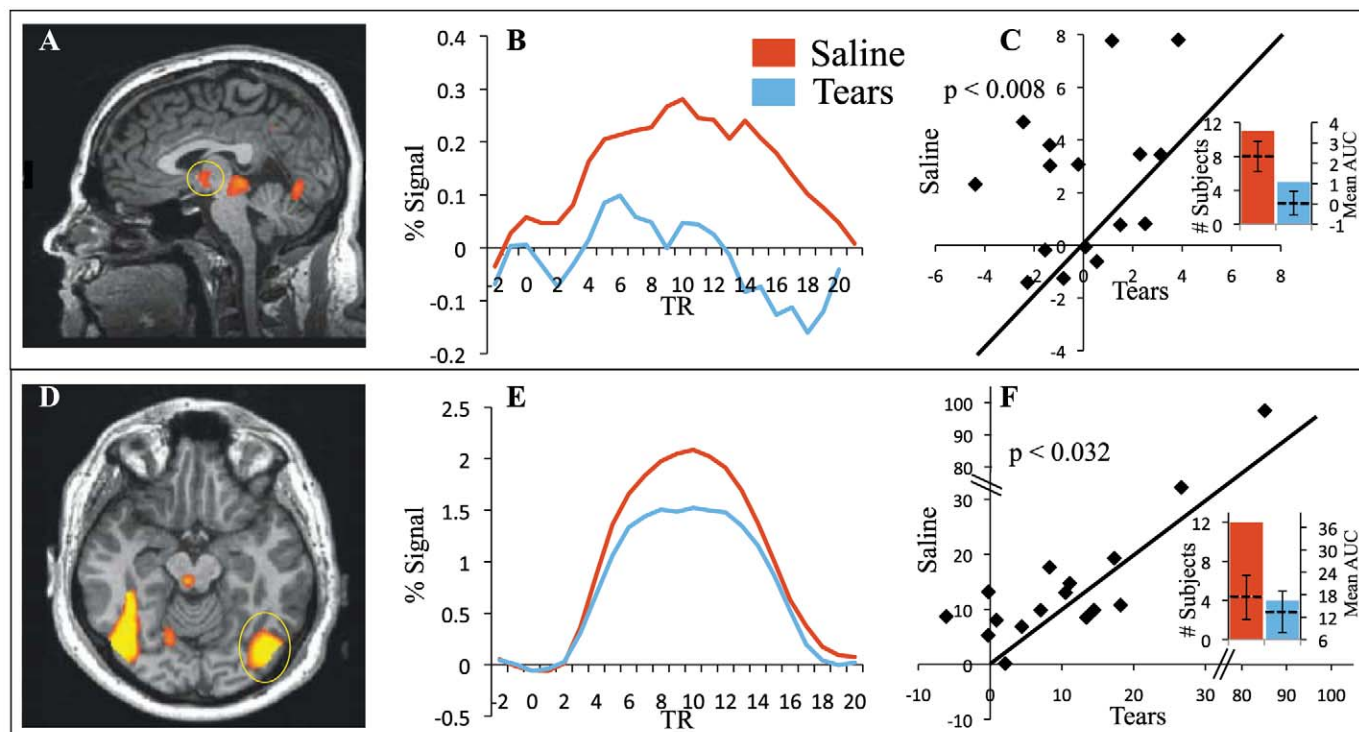 A
B
Saline
Tears
0.4
0.3
0.2
0.1
0
-0.1
-0.2
% Signal
-2 0 2 4 6 8 10 12 14 16 18 20
TR
C
p < 0.008
8
6
4
2
0
-2
-4
Saline
-6 -4 -2 0 2 4 6 8
Tears
12
8
4
0
# Subjects
4
3
2
1
0
-1
Mean AUC
D
E
2.5
2
1.5
1
0.5
0
-0.5
% Signal
-2 0 2 4 6 8 10 12 14 16 18 20
TR
F
p < 0.032
100
90
80
30
20
10
0
-10
Saline
-10 0 10 20 30 80 90 100
Tears
12
8
4
0
# Subjects
36
30
24
18
12
6
Mean AUC